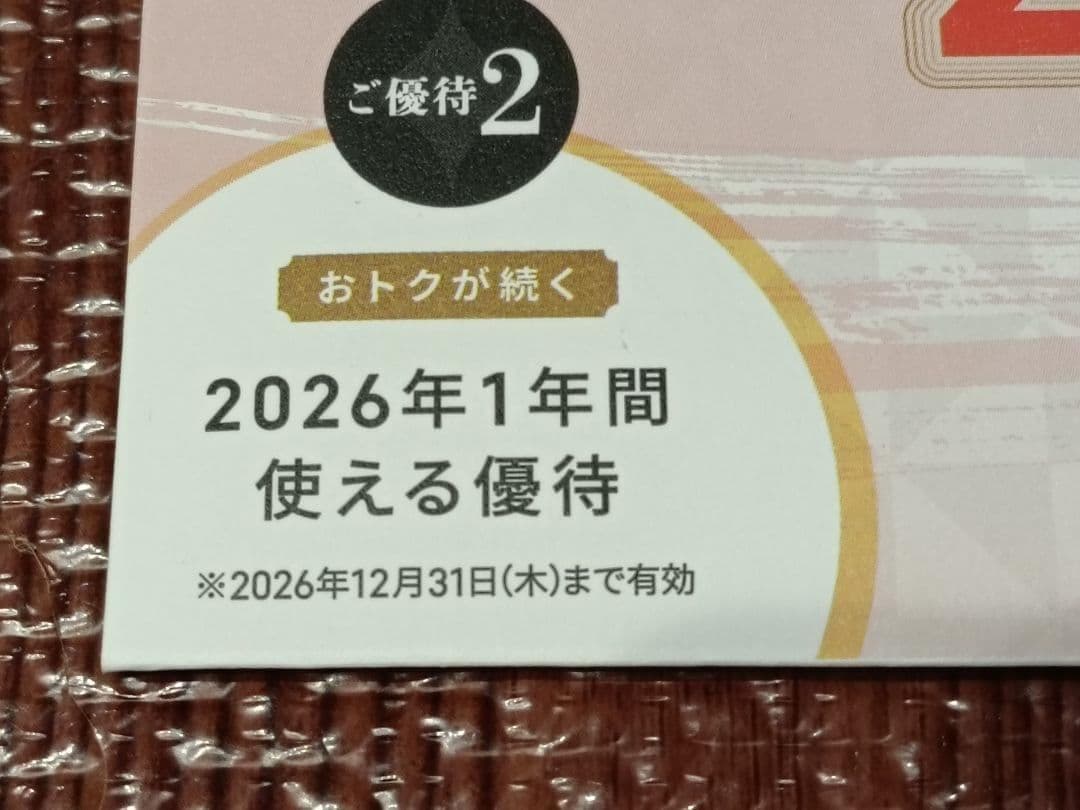 ご優待2
おトクが続く
2026年1年間
使える優待
※2026年12月31日(木)まで有効